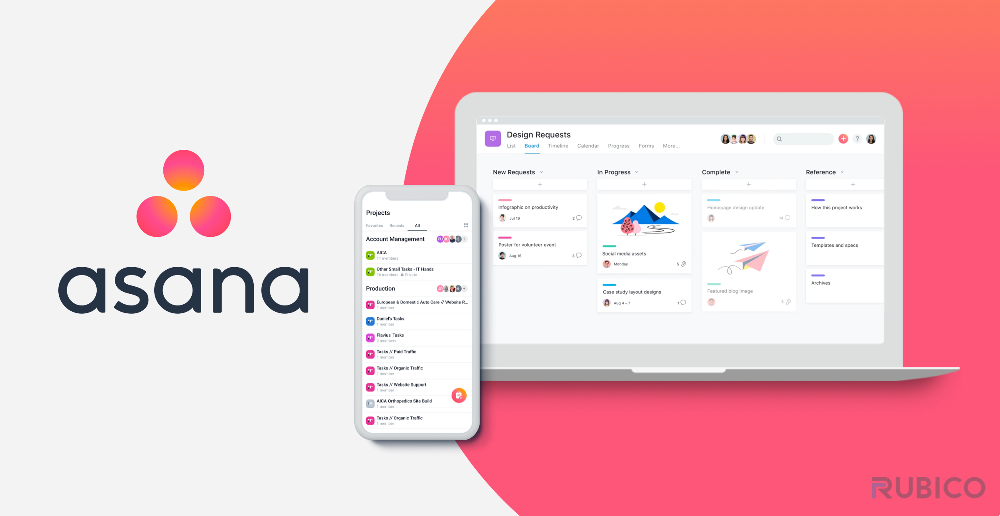 asana
Projects
Favorites Recents All
Account Management PU JO 5 +
AICA
11 members
Other Small Tasks - IT Hands
16 members Private
Production JO 6 +
European & Domestic Auto Care // Website R...
1 member
Daniel's Tasks
1 member
Flavius' Tasks
2 members
Tasks // Paid Traffic
1 member
Tasks // Organic Traffic
1 member
Tasks // Website Support
1 member
AICA Orthopedics Site Build
1 member
Tasks // Organic Traffic
1 member
Design Requests
List Board Timeline Calendar Progress Forms More...
+ ?
New Requests
+
Infographic on productivity
Jul 19 2
Poster for volunteer event
Aug 16 3
In Progress
+
Social media assets
Monday 5
Case study layout designs
Aug 4 – 7 1
Complete
+
Homepage design update
14
Featured blog image
3
Reference
+
How this project works
Templates and specs
Archives
RUBICO